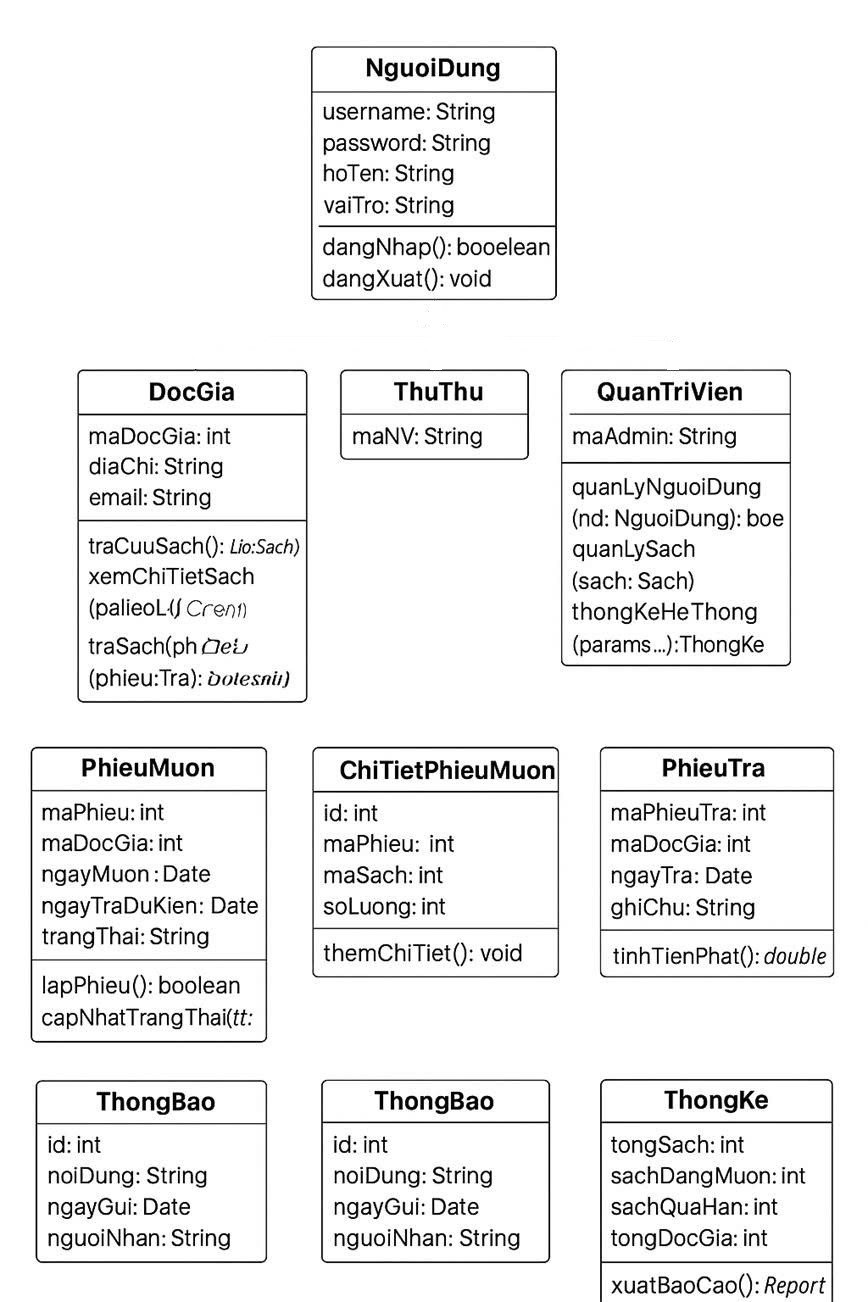 NguoiDung
username: String
password: String
hoTen: String
vaiTro: String
dangNhap(): booelean
dangXuat(): void
DocGia
maDocGia: int
diaChi: String
email: String
traCuuSach(): Lio:Sach)
xemChiTietSach
traSach(ph
(phieu:Tra):
ThuThu
maNV: String
QuanTriVien
maAdmin: String
quanLyNguoiDung
(nd: NguoiDung): boe
quanLySach
(sach: Sach)
thongKeHeThong
(params...):ThongKe
PhieuMuon
maPhieu: int
maDocGia: int
ngayMuon : Date
ngayTraDuKien: Date
trangThai: String
lapPhieu(): boolean
capNhatTrangThai(tt:
ChiTietPhieuMuon
id: int
maPhieu: int
maSach: int
soLuong: int
themChiTiet(): void
PhieuTra
maPhieuTra: int
maDocGia: int
ngayTra: Date
ghiChu: String
tinhTienPhat(): double
ThongBao
id: int
noiDung: String
ngayGui: Date
nguoiNhan: String
ThongBao
id: int
noiDung: String
ngayGui: Date
nguoiNhan: String
ThongKe
tongSach: int
sachDangMuon: int
sachQuaHan: int
tongDocGia: int
xuatBaoCao(): Report